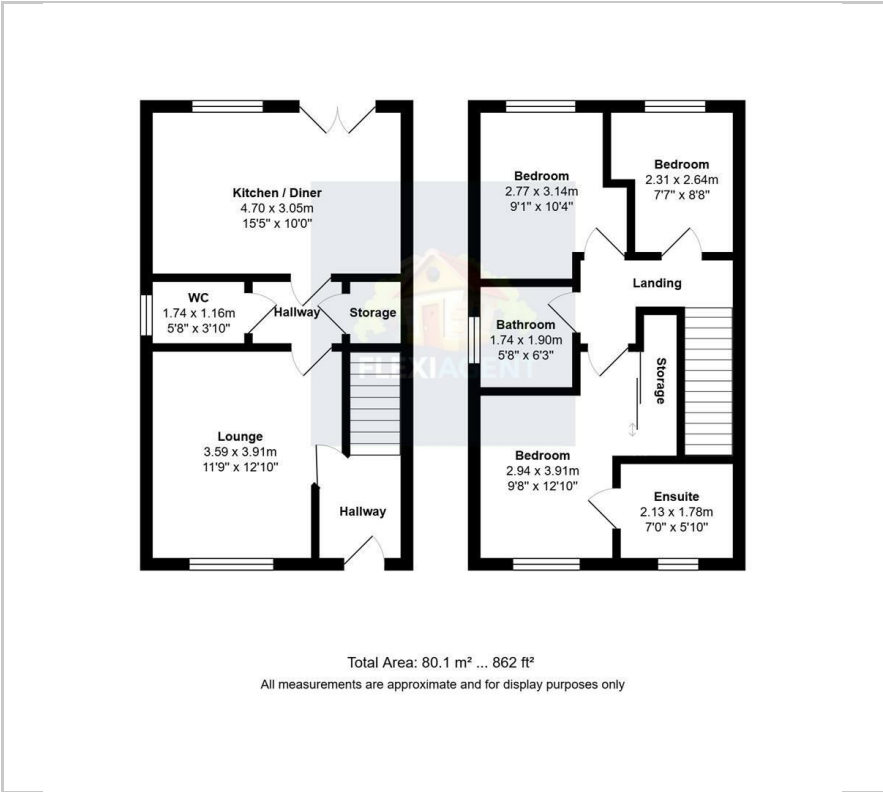 Kitchen / Diner
4.70 x 3.05m
15'5" x 10'0"
WC
1.74 x 1.16m
5'8" x 3'10"
Hallway
Storage
Lounge
3.59 x 3.91m
11'9" x 12'10"
Hallway
Bedroom
2.77 x 3.14m
9'1" x 10'4"
Bedroom
2.31 x 2.64m
7'7" x 8'8"
Landing
Bathroom
1.74 x 1.90m
5'8" x 6'3"
Storage
Bedroom
2.94 x 3.91m
9'8" x 12'10"
Ensuite
2.13 x 1.78m
7'0" x 5'10"
FLEXIAGENT
Total Area: 80.1 m² ... 862 ft²
All measurements are approximate and for display purposes only